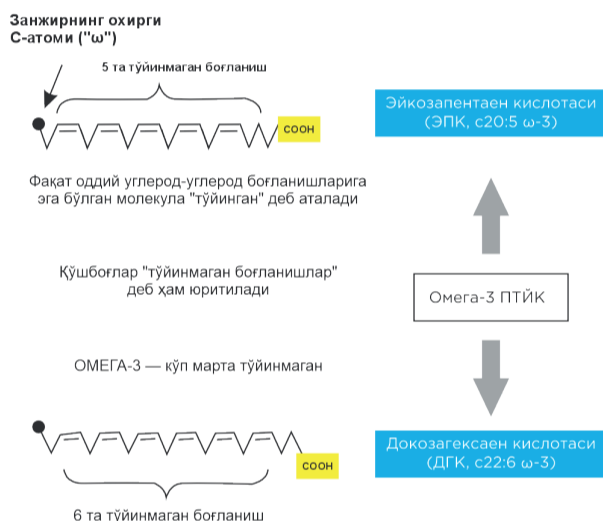 Занжирнинг охирги
С-атоми ("ω")
5 та тўйинмаган боғланиш
COOH
Эйкозапентаен кислотаси
(ЭПК, c20:5 ω-3)
Фақат оддий углерод-углерод боғланишларига
эга бўлган молекула "тўйинган" деб аталади
Қўшбоғлар "тўйинмаган боғланишлар"
деб ҳам юритилади
Омега-3 ПТЙК
ОМЕГА-3 — кўп марта тўйинмаган
COOH
Докозагексаен кислотаси
(ДГК, c22:6 ω-3)
6 та тўйинмаган боғланиш